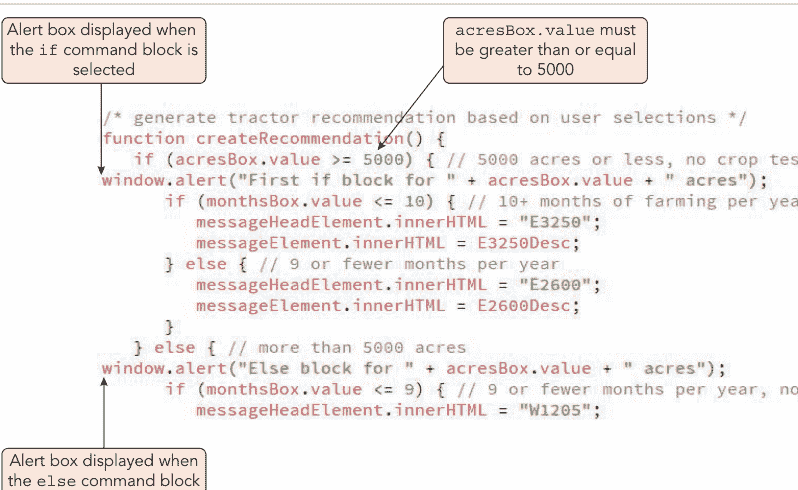 Alert box displayed when
the if command block is
selected
acresBox.value must
be greater than or equal
to 5000
/* generate tractor recommendation based on user selections */
function createRecommendation() {
if (acresBox.value >= 5000) { // 5000 acres or less, no crop tes
window.alert("First if block for " + acresBox.value + " acres");
if (monthsBox.value <= 10) { // 10+ months of farming per yea
messageHeadElement.innerHTML = "E3250";
messageElement.innerHTML = E3250Desc;
} else { // 9 or fewer months per year
messageHeadElement.innerHTML = "E2600";
messageElement.innerHTML = E2600Desc;
}
} else { // more than 5000 acres
window.alert("Else block for " + acresBox.value + " acres");
if (monthsBox.value <= 9) { // 9 or fewer months per year, no
messageHeadElement.innerHTML = "W1205";
Alert box displayed when
the else command block